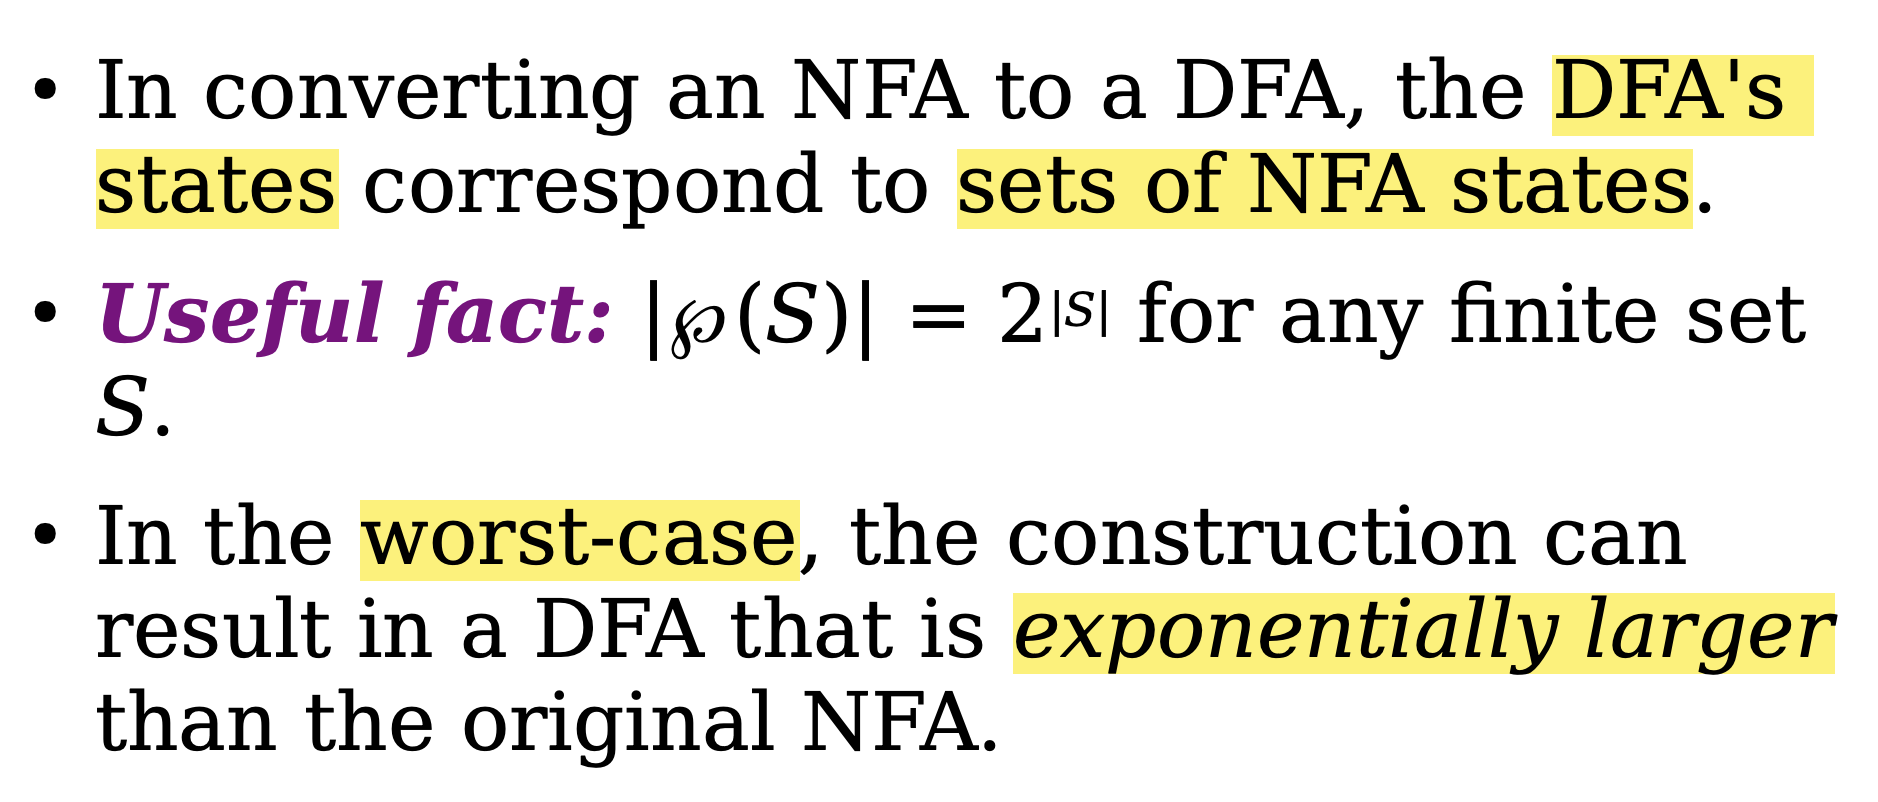 • In converting an NFA to a DFA, the DFA's
states correspond to sets of NFA states.
• Useful fact: |℘(S)| = 2|S| for any finite set
S.
• In the worst-case, the construction can
result in a DFA that is exponentially larger
than the original NFA.